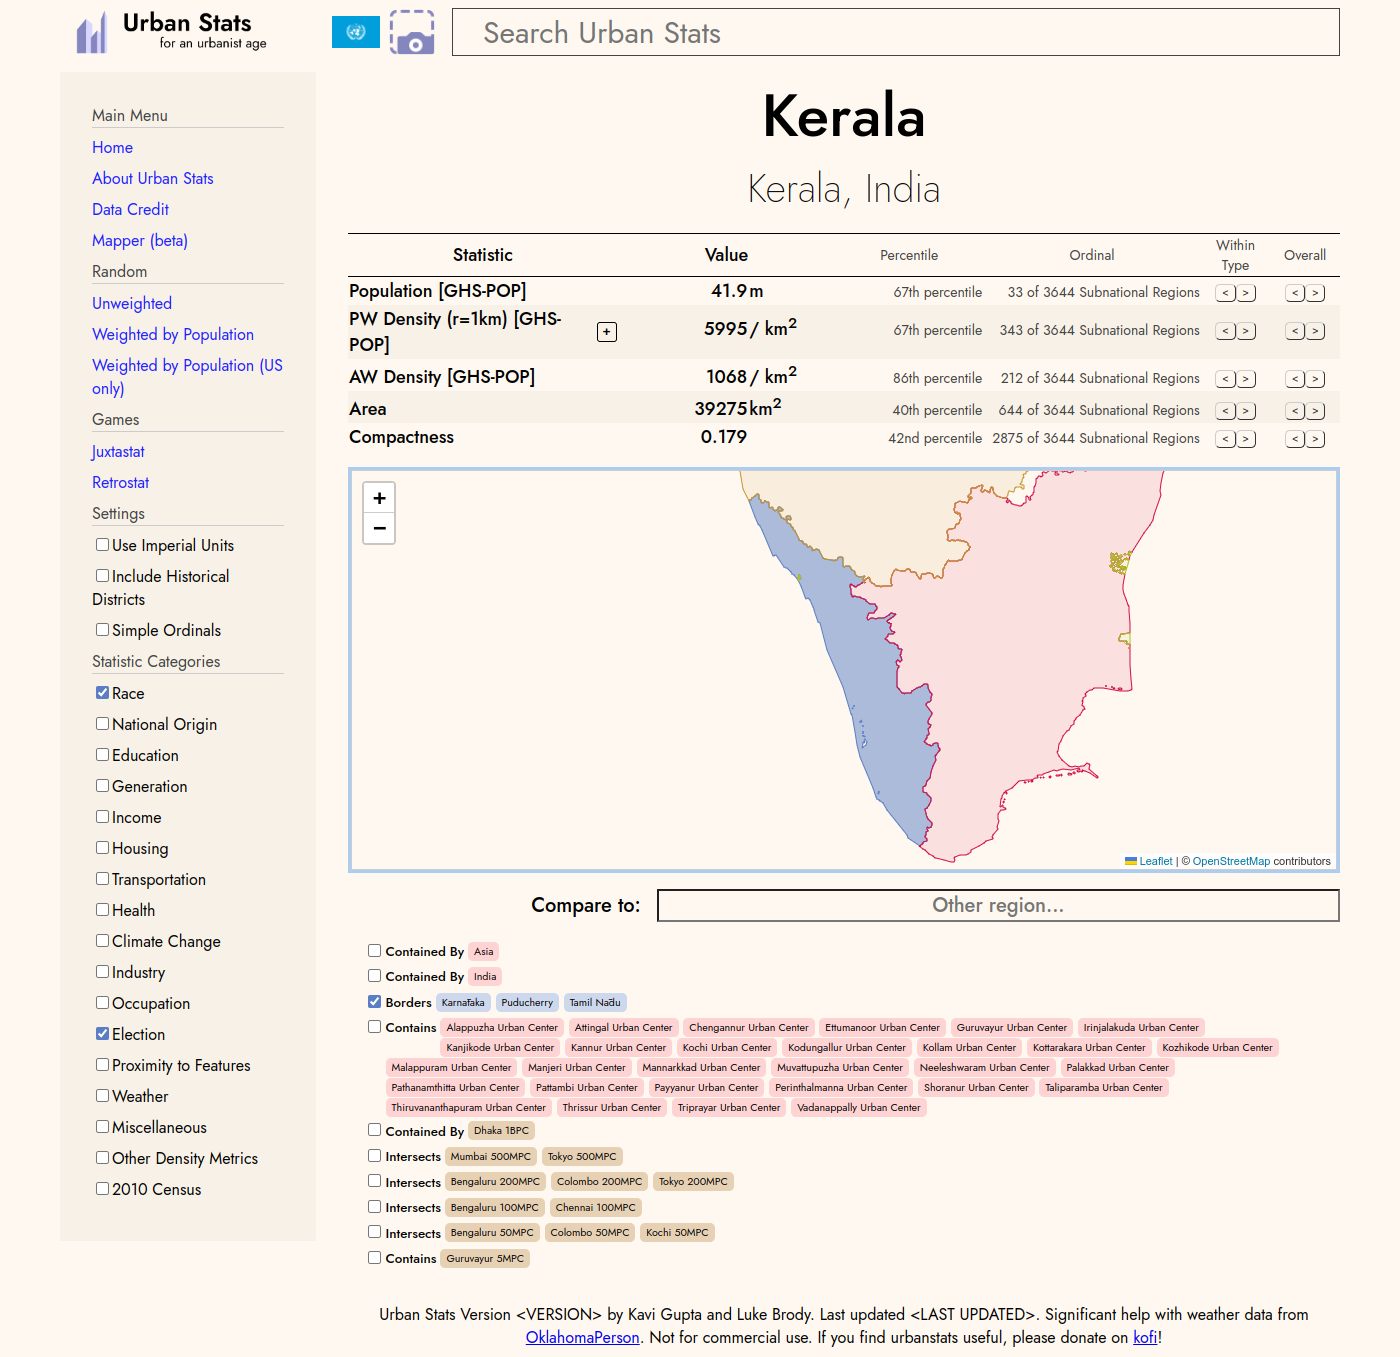 Urban Stats
for an urbanist age
Search Urban Stats
Main Menu
Home
About Urban Stats
Data Credit
Mapper (beta)
Random
Unweighted
Weighted by Population
Weighted by Population (US
only)
Games
Juxtastat
Retrostat
Settings
Use Imperial Units
Include Historical
Districts
Simple Ordinals
Statistic Categories
Race
National Origin
Education
Generation
Income
Housing
Transportation
Health
Climate Change
Industry
Occupation
Election
Proximity to Features
Weather
Miscellaneous
Other Density Metrics
2010 Census
Kerala
Kerala, India
Statistic Value Percentile Ordinal Within Type Overall
Population [GHS-POP] 41.9 m 67th percentile 33 of 3644 Subnational Regions < > < >
PW Density (r=1km) [GHS-POP] + 5995 / km² 67th percentile 343 of 3644 Subnational Regions < > < >
AW Density [GHS-POP] 1068 / km² 86th percentile 212 of 3644 Subnational Regions < > < >
Area 39275 km² 40th percentile 644 of 3644 Subnational Regions < > < >
Compactness 0.179 42nd percentile 2875 of 3644 Subnational Regions < > < >
+
−
Leaflet | © OpenStreetMap contributors
Compare to: Other region...
Contained By Asia
Contained By India
Borders Karnātaka Puducherry Tamil Nādu
Contains Alappuzha Urban Center Attingal Urban Center Chengannur Urban Center Ettumanoor Urban Center Guruvayur Urban Center Irinjalakuda Urban Center
Kanjikode Urban Center Kannur Urban Center Kochi Urban Center Kodungallur Urban Center Kollam Urban Center Kottarakara Urban Center Kozhikode Urban Center
Malappuram Urban Center Manjeri Urban Center Mannarkkad Urban Center Muvattupuzha Urban Center Neeleshwaram Urban Center Palakkad Urban Center
Pathanamthitta Urban Center Pattambi Urban Center Payyanur Urban Center Perinthalmanna Urban Center Shoranur Urban Center Taliparamba Urban Center
Thiruvananthapuram Urban Center Thrissur Urban Center Triprayar Urban Center Vadanappally Urban Center
Contained By Dhaka 1BPC
Intersects Mumbai 500MPC Tokyo 500MPC
Intersects Bengaluru 200MPC Colombo 200MPC Tokyo 200MPC
Intersects Bengaluru 100MPC Chennai 100MPC
Intersects Bengaluru 50MPC Colombo 50MPC Kochi 50MPC
Contains Guruvayur 5MPC
Urban Stats Version <VERSION> by Kavi Gupta and Luke Brody. Last updated <LAST UPDATED>. Significant help with weather data from
OklahomaPerson. Not for commercial use. If you find urbanstats useful, please donate on kofi!